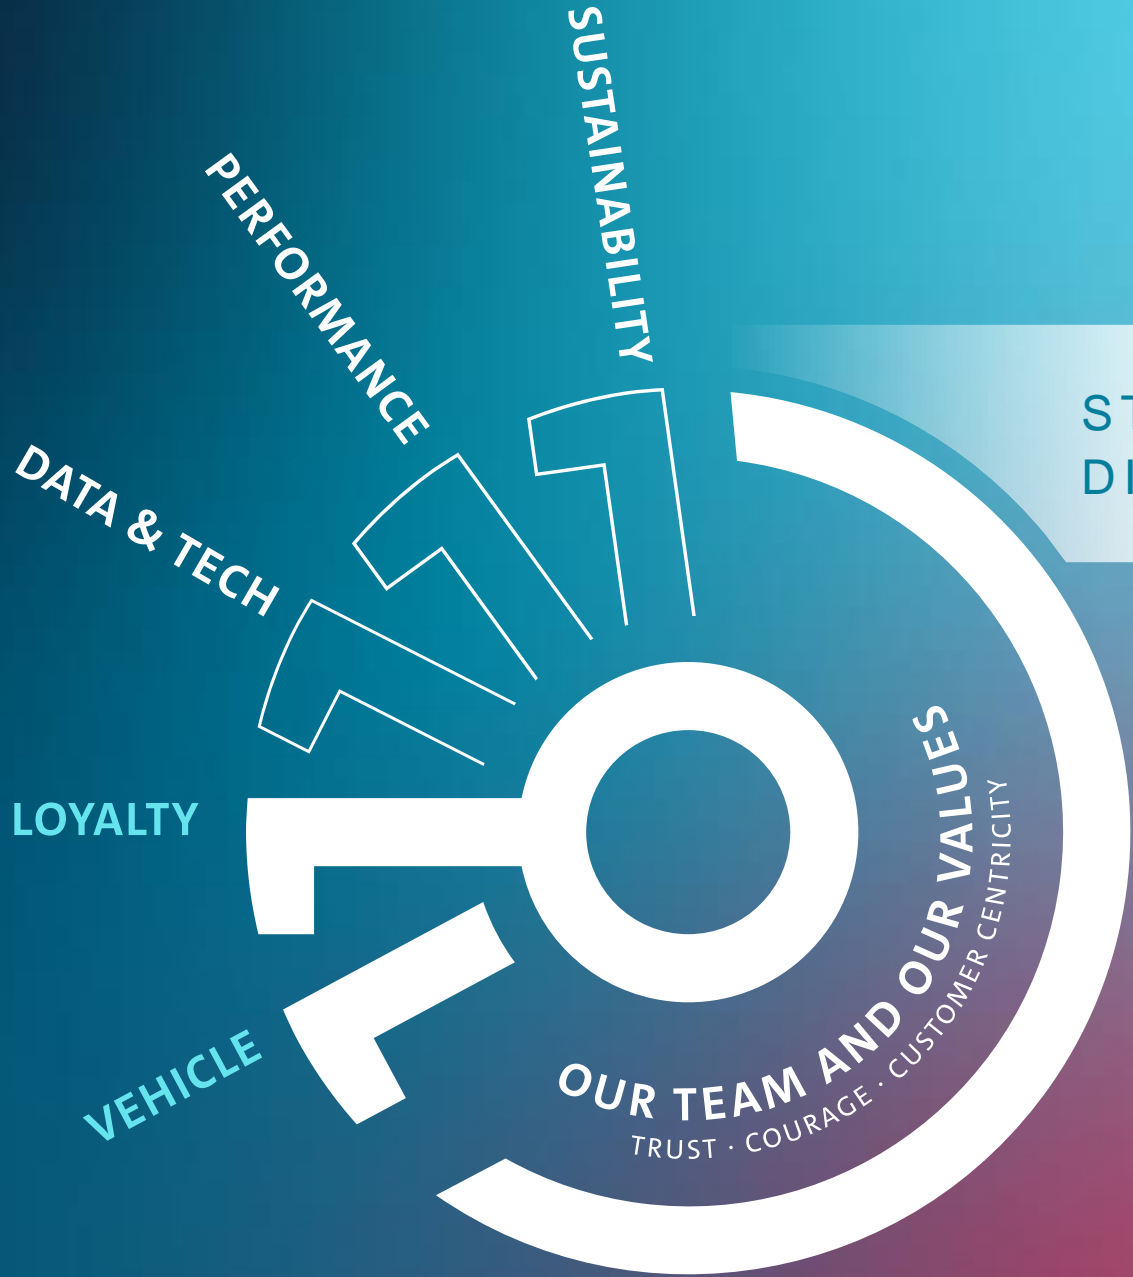 SUSTAINABILITY
PERFORMANCE
DATA & TECH
LOYALTY
VEHICLE
OUR TEAM AND OUR VALUES
TRUST · COURAGE · CUSTOMER CENTRICITY